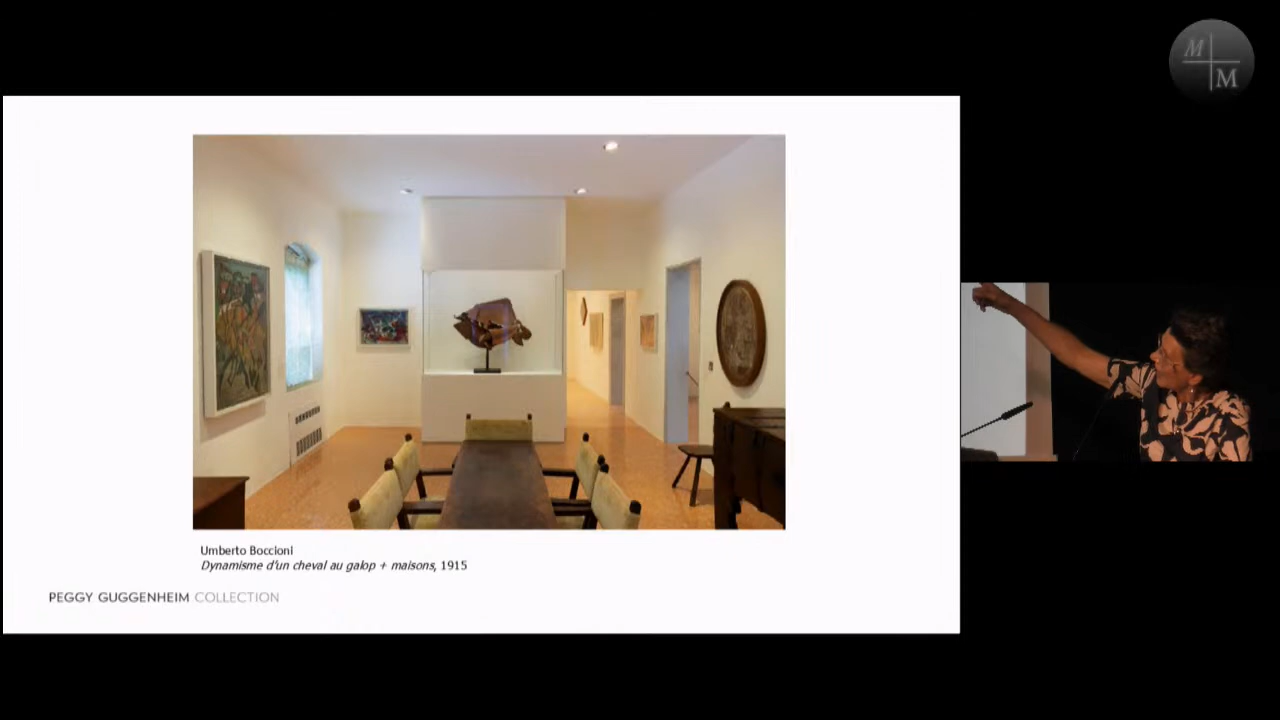 M
M
Umberto Boccioni
Dynamisme d'un cheval au galop + maisons, 1915
PEGGY GUGGENHEIM COLLECTION